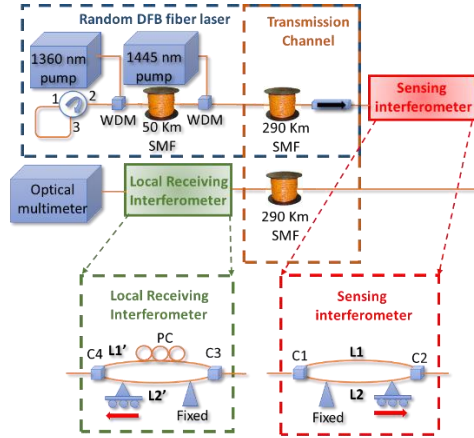 Random DFB fiber laser
Transmission
Channel
1360 nm
pump
1445 nm
pump
Sensing
interferometer
1
2
3
WDM
50 Km
SMF
WDM
290 Km
SMF
Optical
multimeter
Local Receiving
Interferometer
290 Km
SMF
Local Receiving
Interferometer
Sensing
interferometer
PC
C4
L1'
C3
L2'
Fixed
C1
L1
C2
L2
Fixed